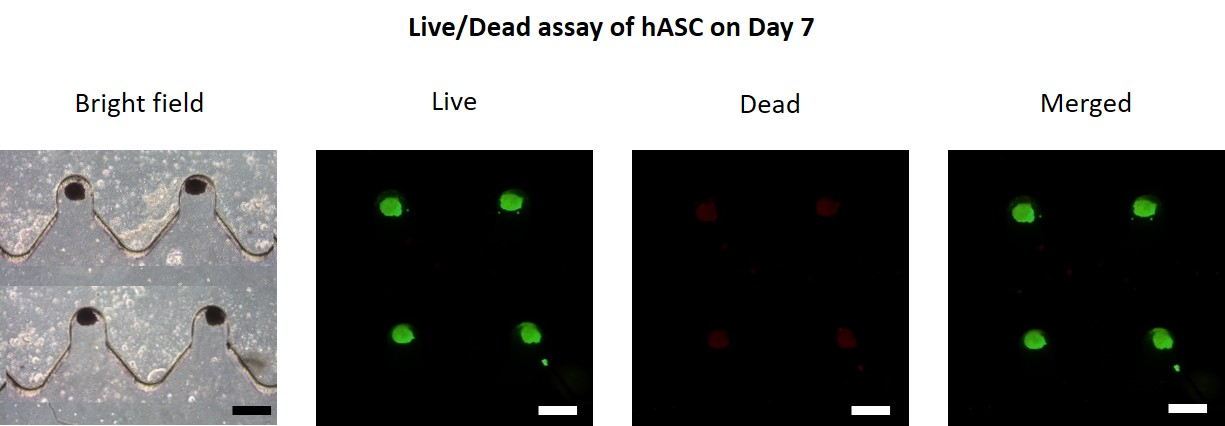 Live/Dead assay of hASC on Day 7
Bright field
Live
Dead
Merged